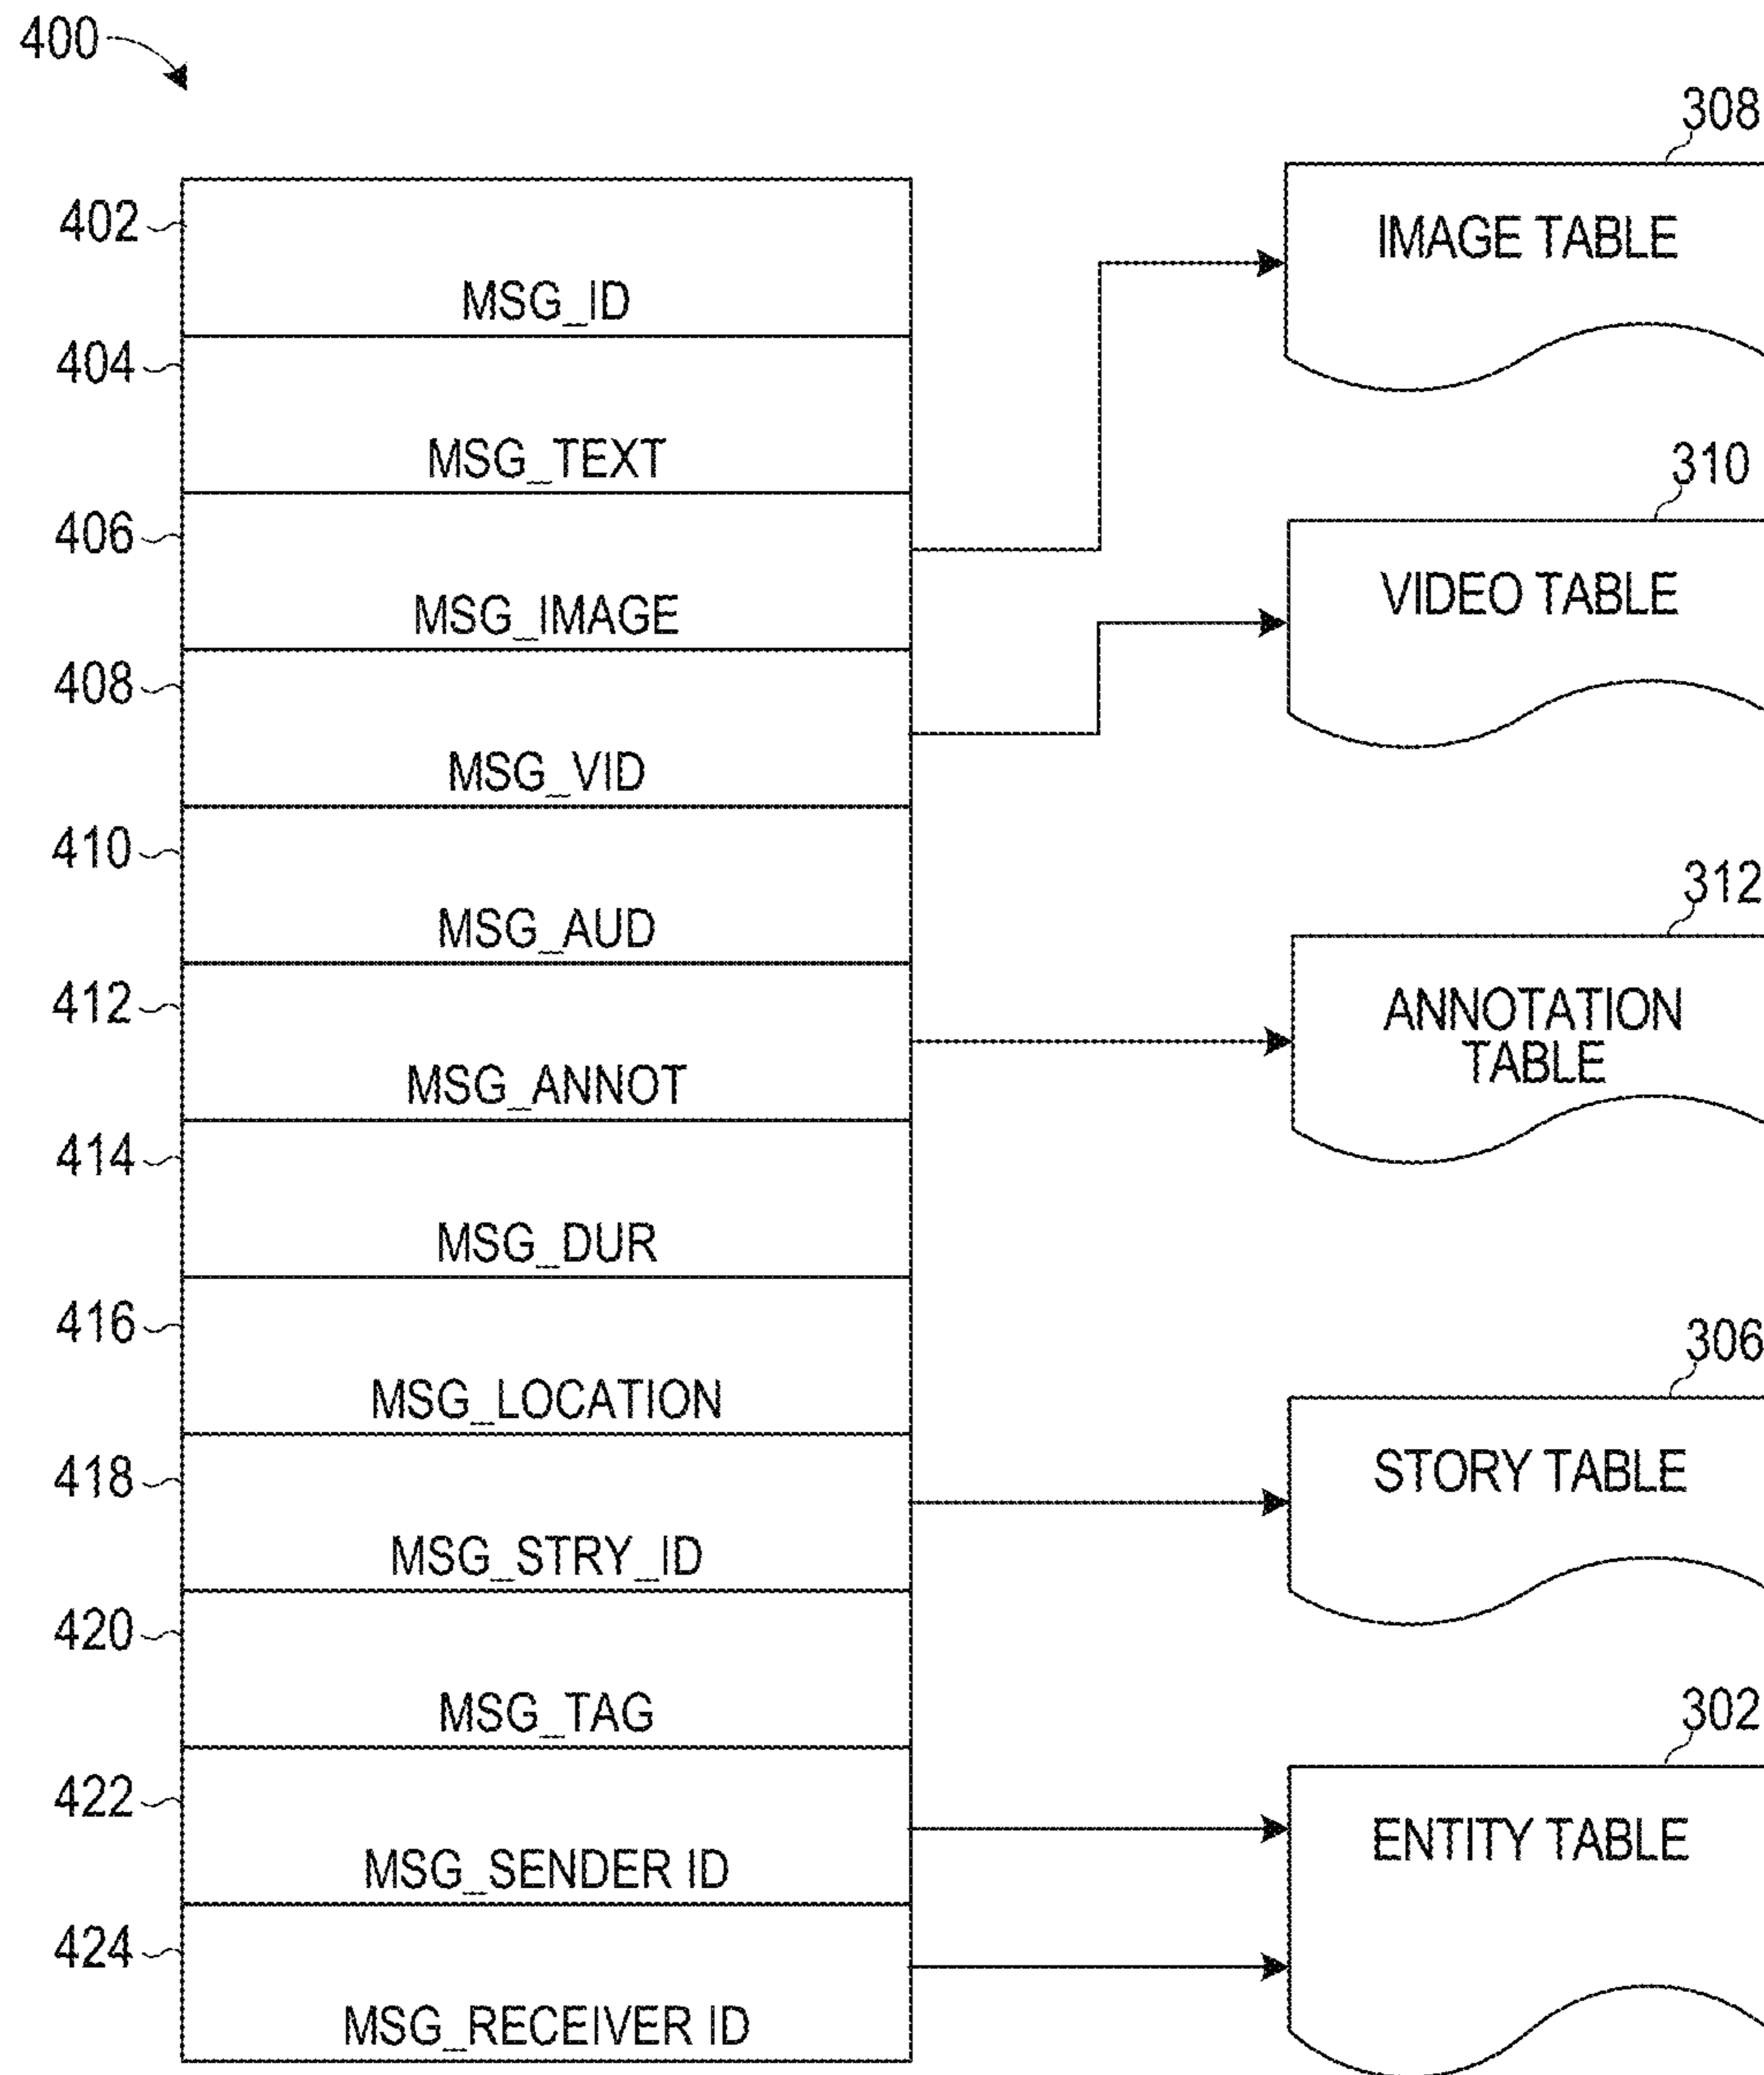 400
308
402
IMAGE TABLE
MSG_ID
404
MSG_TEXT
310
406
VIDEO TABLE
MSG_IMAGE
408
MSG_VID
410
312
MSG_AUD
412
ANNOTATION
TABLE
MSG_ANNOT
414
MSG_DUR
416
306
MSG_LOCATION
418
STORY TABLE
MSG_STRY_ID
420
MSG_TAG
302
422
ENTITY TABLE
MSG_SENDER ID
424
MSG_RECEIVER ID